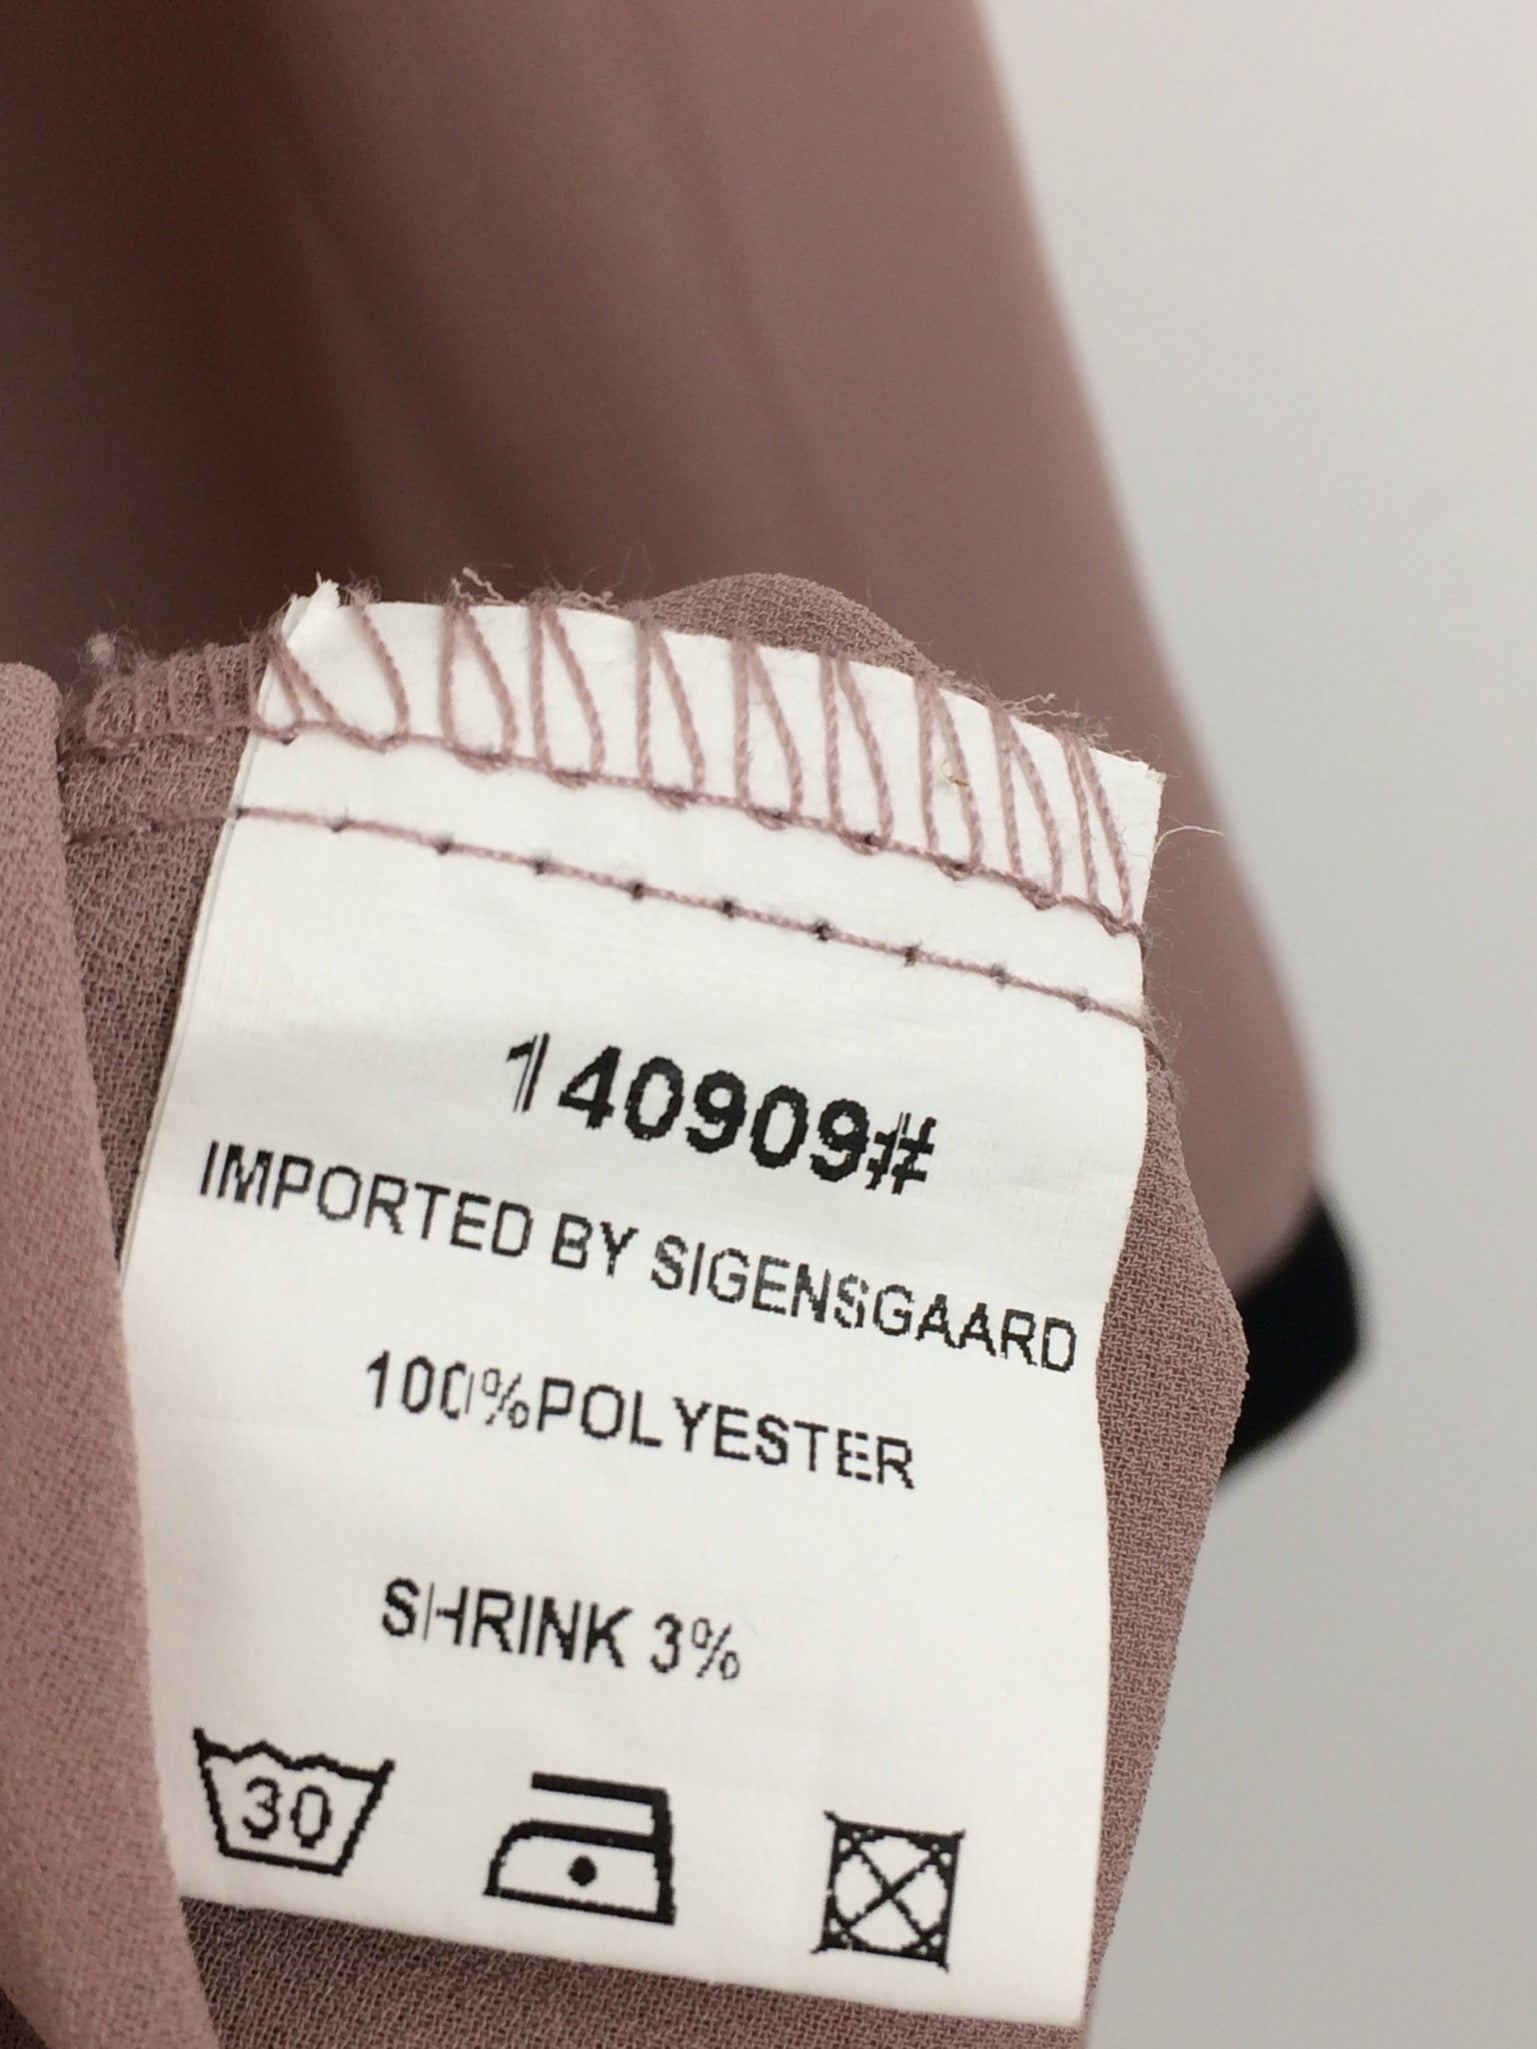 140909#
IMPORTED BY SIGENSGAARD
100%POLYESTER
SHRINK 3%
30